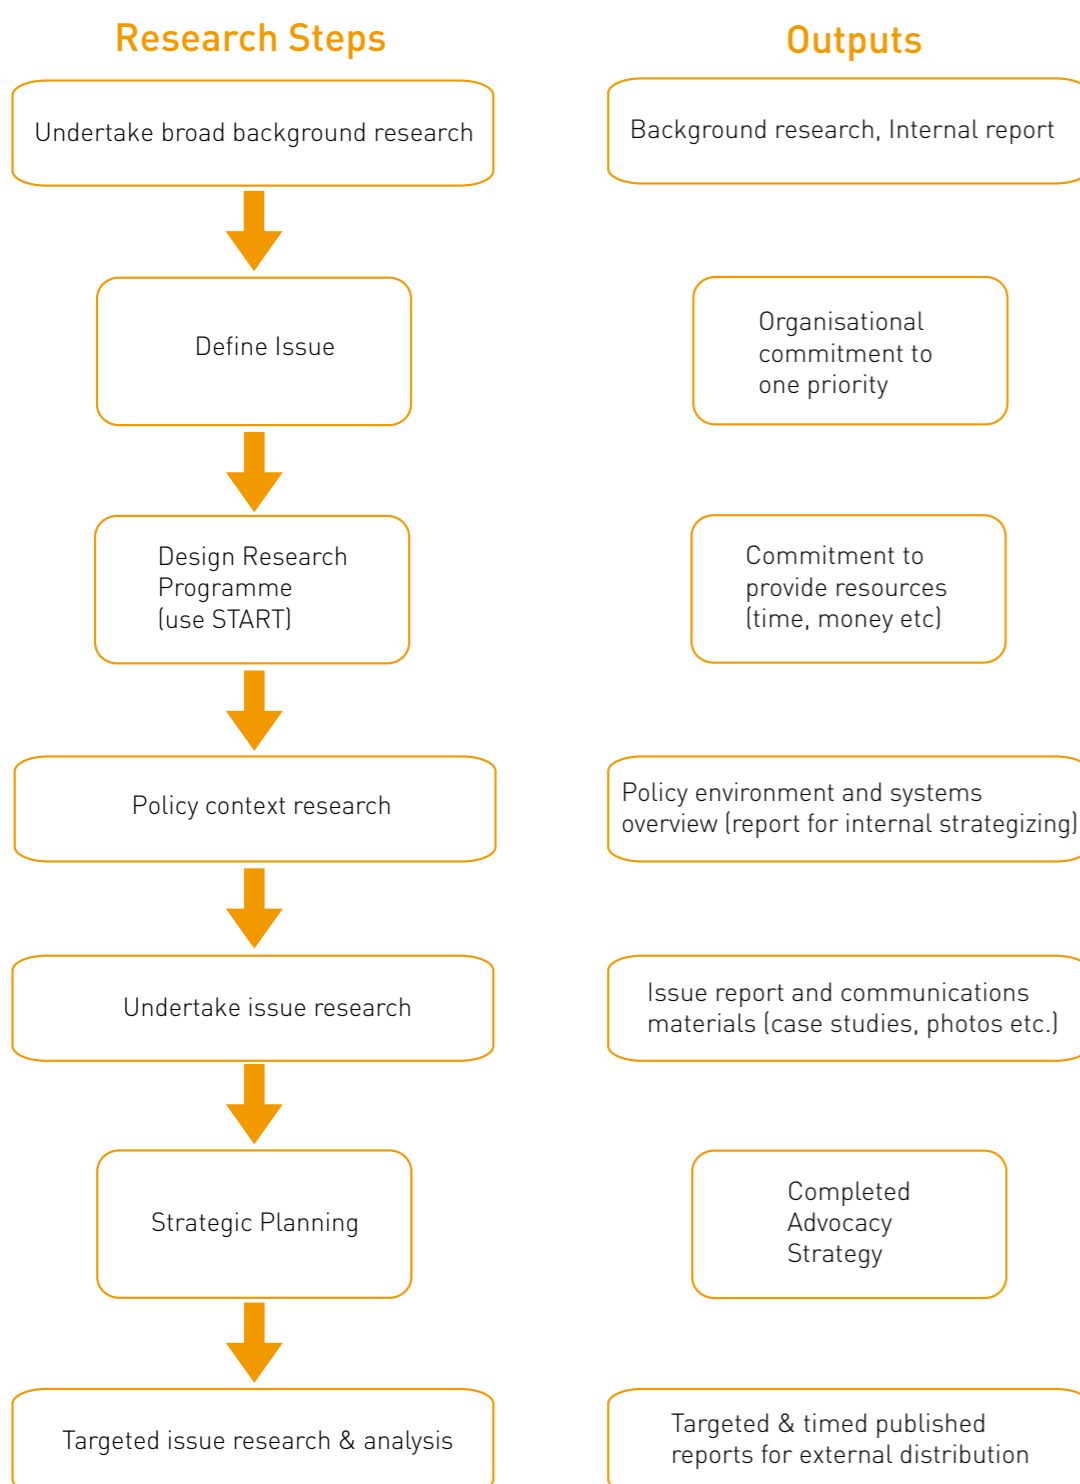 Research Steps
Outputs
Undertake broad background research
Background research, Internal report
Define Issue
Organisational
commitment to
one priority
Design Research
Programme
(use START)
Commitment to
provide resources
(time, money etc)
Policy context research
Policy environment and systems
overview (report for internal strategizing)
Undertake issue research
Issue report and communications
materials (case studies, photos etc.)
Strategic Planning
Completed
Advocacy
Strategy
Targeted issue research & analysis
Targeted & timed published
reports for external distribution